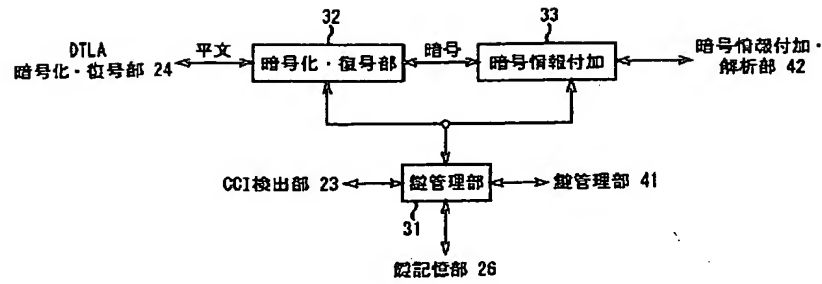 32
33
DTLA
暗号化・復号部 24
平文
暗号化・復号部
暗号
暗号情報付加
暗号情報付加・
解析部 42
CCI検出部 23
鍵管理部
鍵管理部 41
31
鍵記憶部 26